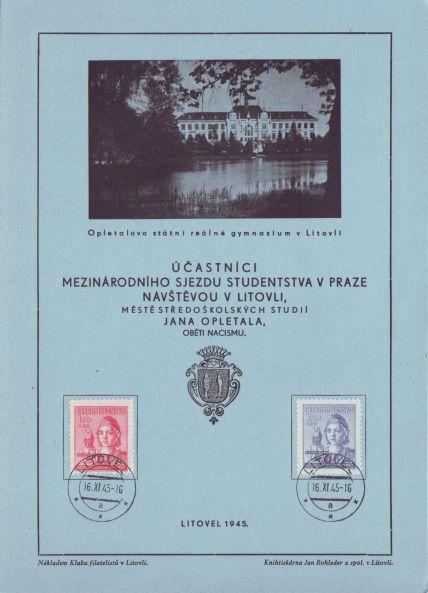 Opletalovo státní reálné gymnasium v Litovli
ÚČASTNÍCI
MEZINÁRODNÍHO SJEZDU STUDENTSTVA V PRAZE
NÁVŠTĚVOU V LITOVLI,
MĚSTĚ STŘEDOŠKOLSKÝCH STUDIÍ
JANA OPLETALA,
OBĚTI NACISMU.
ČESKOSLOVENSKO
ČESKOSLOVENSKO
LITOVEL
16. XI. 45-16
a
LITOVEL
16. XI. 45-16
a
LITOVEL 1945.
Nákladem Klubu filatelistů v Litovli.
Knihtiskárna Jan Rohleder a spol. v Litovli.